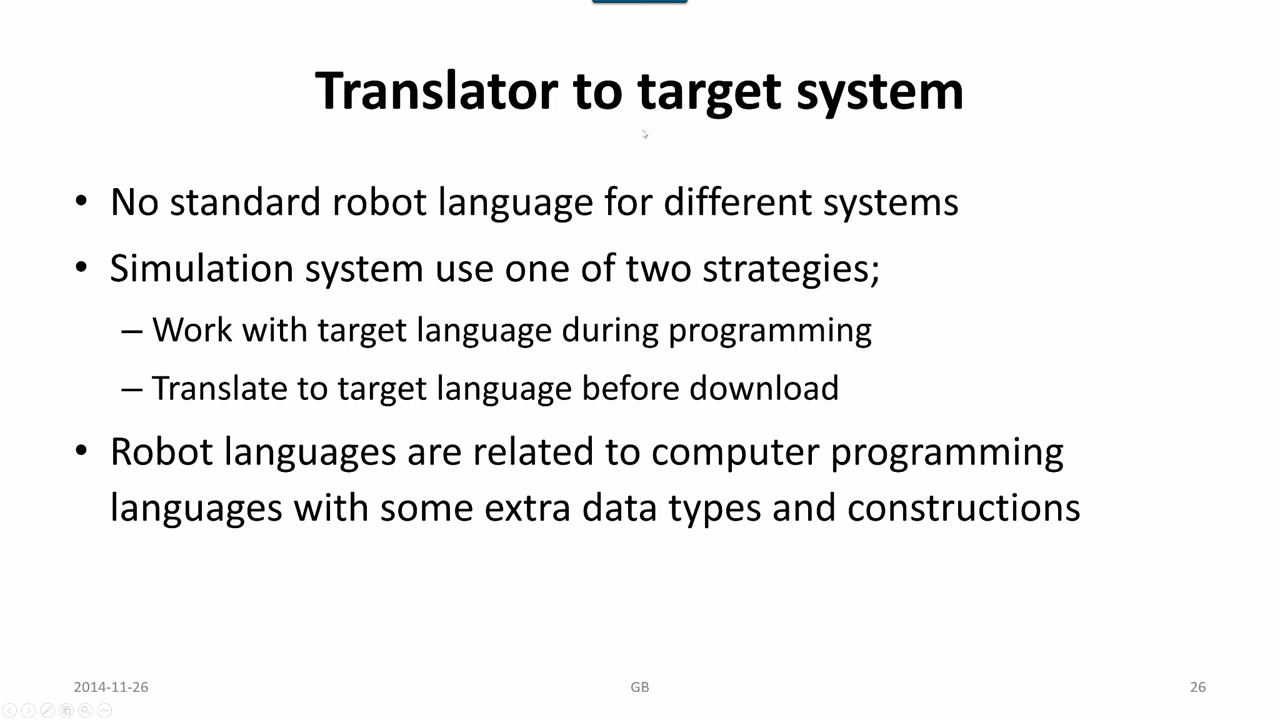 Translator to target system
• No standard robot language for different systems
• Simulation system use one of two strategies;
– Work with target language during programming
– Translate to target language before download
• Robot languages are related to computer programming
languages with some extra data types and constructions
2014-11-26
GB
26